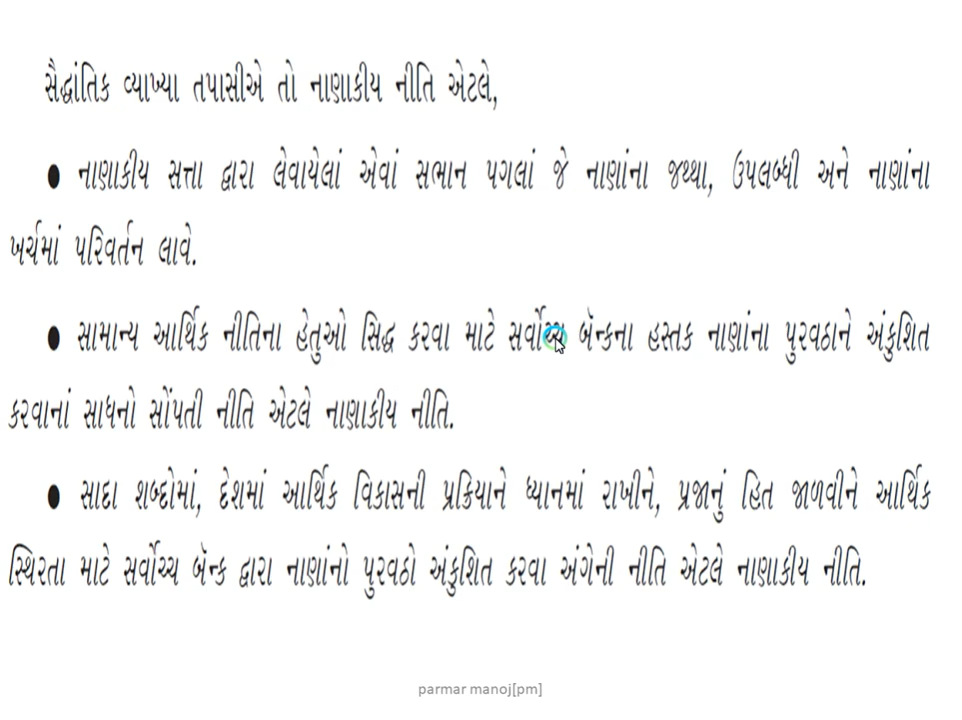 સૈદ્ધાંતિક વ્યાખ્યા તપાસીએ તો નાણાકીય નીતિ એટલે,
● નાણાકીય સત્તા દ્વારા લેવાયેલાં એવાં સભાન પગલાં જે નાણાંના જથ્થા, ઉપલબ્ધી અને નાણાંના
ખર્ચમાં પરિવર્તન લાવે.
● સામાન્ય આર્થિક નીતિના હેતુઓ સિદ્ધ કરવા માટે સર્વોચ્ચ બૅન્કના હસ્તક નાણાંના પુરવઠાને અંકુશિત
કરવાનાં સાધનો સોંપતી નીતિ એટલે નાણાકીય નીતિ.
● સાદા શબ્દોમાં, દેશમાં આર્થિક વિકાસની પ્રક્રિયાને ધ્યાનમાં રાખીને, પ્રજાનું હિત જાળવીને આર્થિક
સ્થિરતા માટે સર્વોચ્ચ બૅન્ક દ્વારા નાણાંનો પુરવઠો અંકુશિત કરવા અંગેની નીતિ એટલે નાણાકીય નીતિ.
parmar manoj[pm]